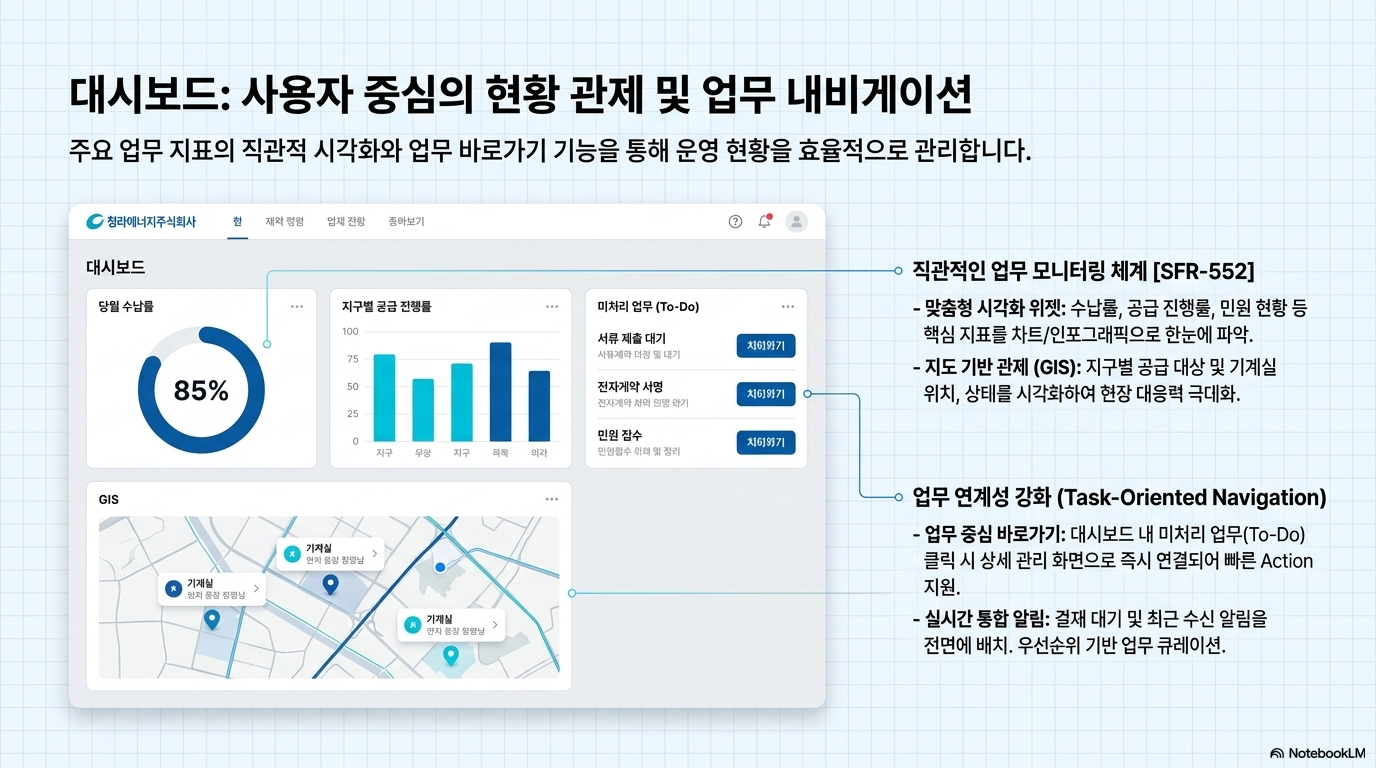 대시보드: 사용자 중심의 현황 관제 및 업무 내비게이션
주요 업무 지표의 직관적 시각화와 업무 바로가기 기능을 통해 운영 현황을 효율적으로 관리합니다.
청라에너지주식회사
대시보드
당월 수납률
85%
지구별 공급 진행률
100
75
50
25
0
지구
지구
미처리 업무 (To-Do)
서류 제출 대기
전자계약 서명
민원 접수
GIS
기계실
기계실
기계실
직관적인 업무 모니터링 체계 [SFR-552]
- 맞춤형 시각화 위젯: 수납률, 공급 진행률, 민원 현황 등
핵심 지표를 차트/인포그래픽으로 한눈에 파악.
- 지도 기반 관제 (GIS): 지구별 공급 대상 및 기계실
위치, 상태를 시각화하여 현장 대응력 극대화.
업무 연계성 강화 (Task-Oriented Navigation)
- 업무 중심 바로가기: 대시보드 내 미처리 업무(To-Do)
클릭 시 상세 관리 화면으로 즉시 연결되어 빠른 Action
지원.
- 실시간 통합 알림: 결재 대기 및 최근 수신 알림을
전면에 배치. 우선순위 기반 업무 큐레이션.
NotebookLM